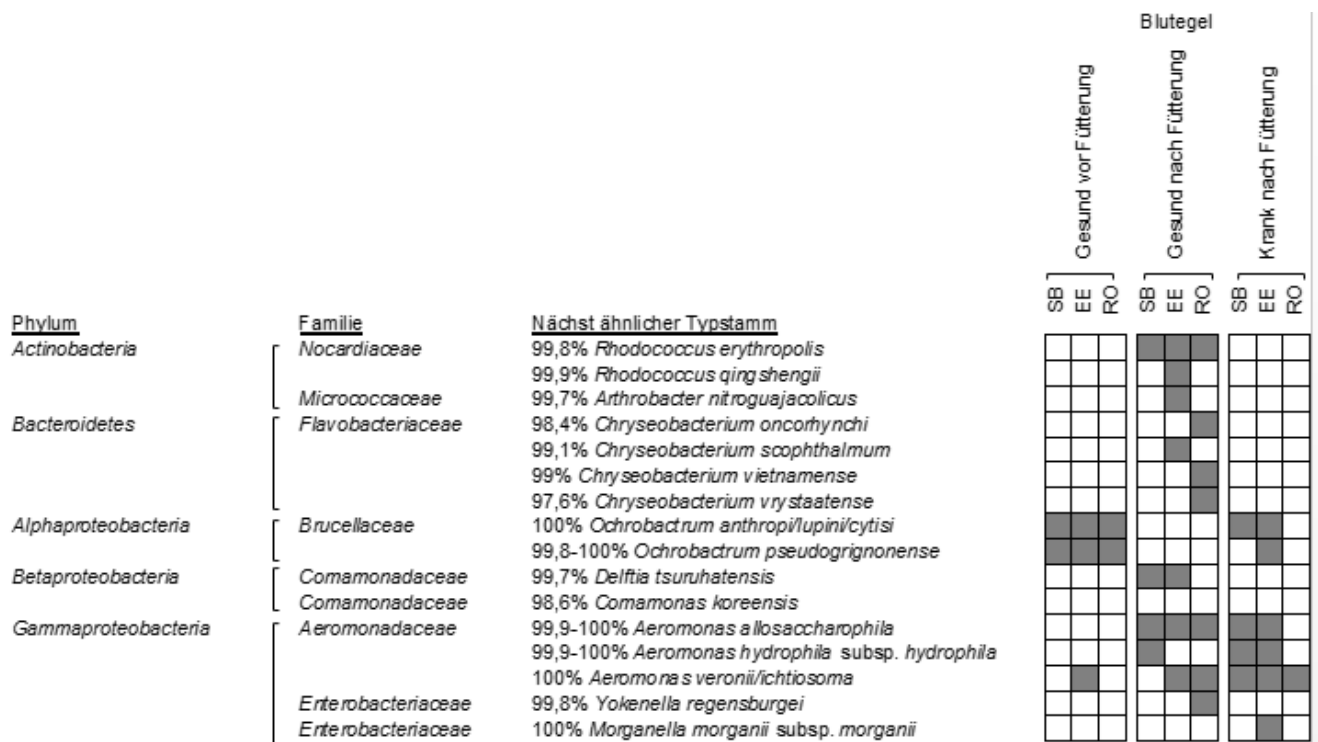 Blutegel
Gesund vor Fütterung
Gesund nach Fütterung
Krank nach Fütterung
SB EE RO SB EE RO SB EE RO
Phylum Familie Nächst ähnlicher Typstamm
Actinobacteria Nocardiaceae 99,8% Rhodococcus erythropolis
99,9% Rhodococcus qingshengii
Micrococcaceae 99,7% Arthrobacter nitroguajacolicus
Bacteroidetes Flavobacteriaceae 98,4% Chryseobacterium oncorhynchi
99,1% Chryseobacterium scophthalmum
99% Chryseobacterium vietnamense
97,6% Chryseobacterium vrystaatense
Alphaproteobacteria Brucellaceae 100% Ochrobactrum anthropi/lupini/cytisi
99,8-100% Ochrobactrum pseudogrignonense
Betaproteobacteria Comamonadaceae 99,7% Delftia tsuruhatensis
Comamonadaceae 98,6% Comamonas koreensis
Gammaproteobacteria Aeromonadaceae 99,9-100% Aeromonas allosaccharophila
99,9-100% Aeromonas hydrophila subsp. hydrophila
100% Aeromonas veronii/ichtiosoma
Enterobacteriaceae 99,8% Yokenella regensburgei
Enterobacteriaceae 100% Morganella morganii subsp. morganii